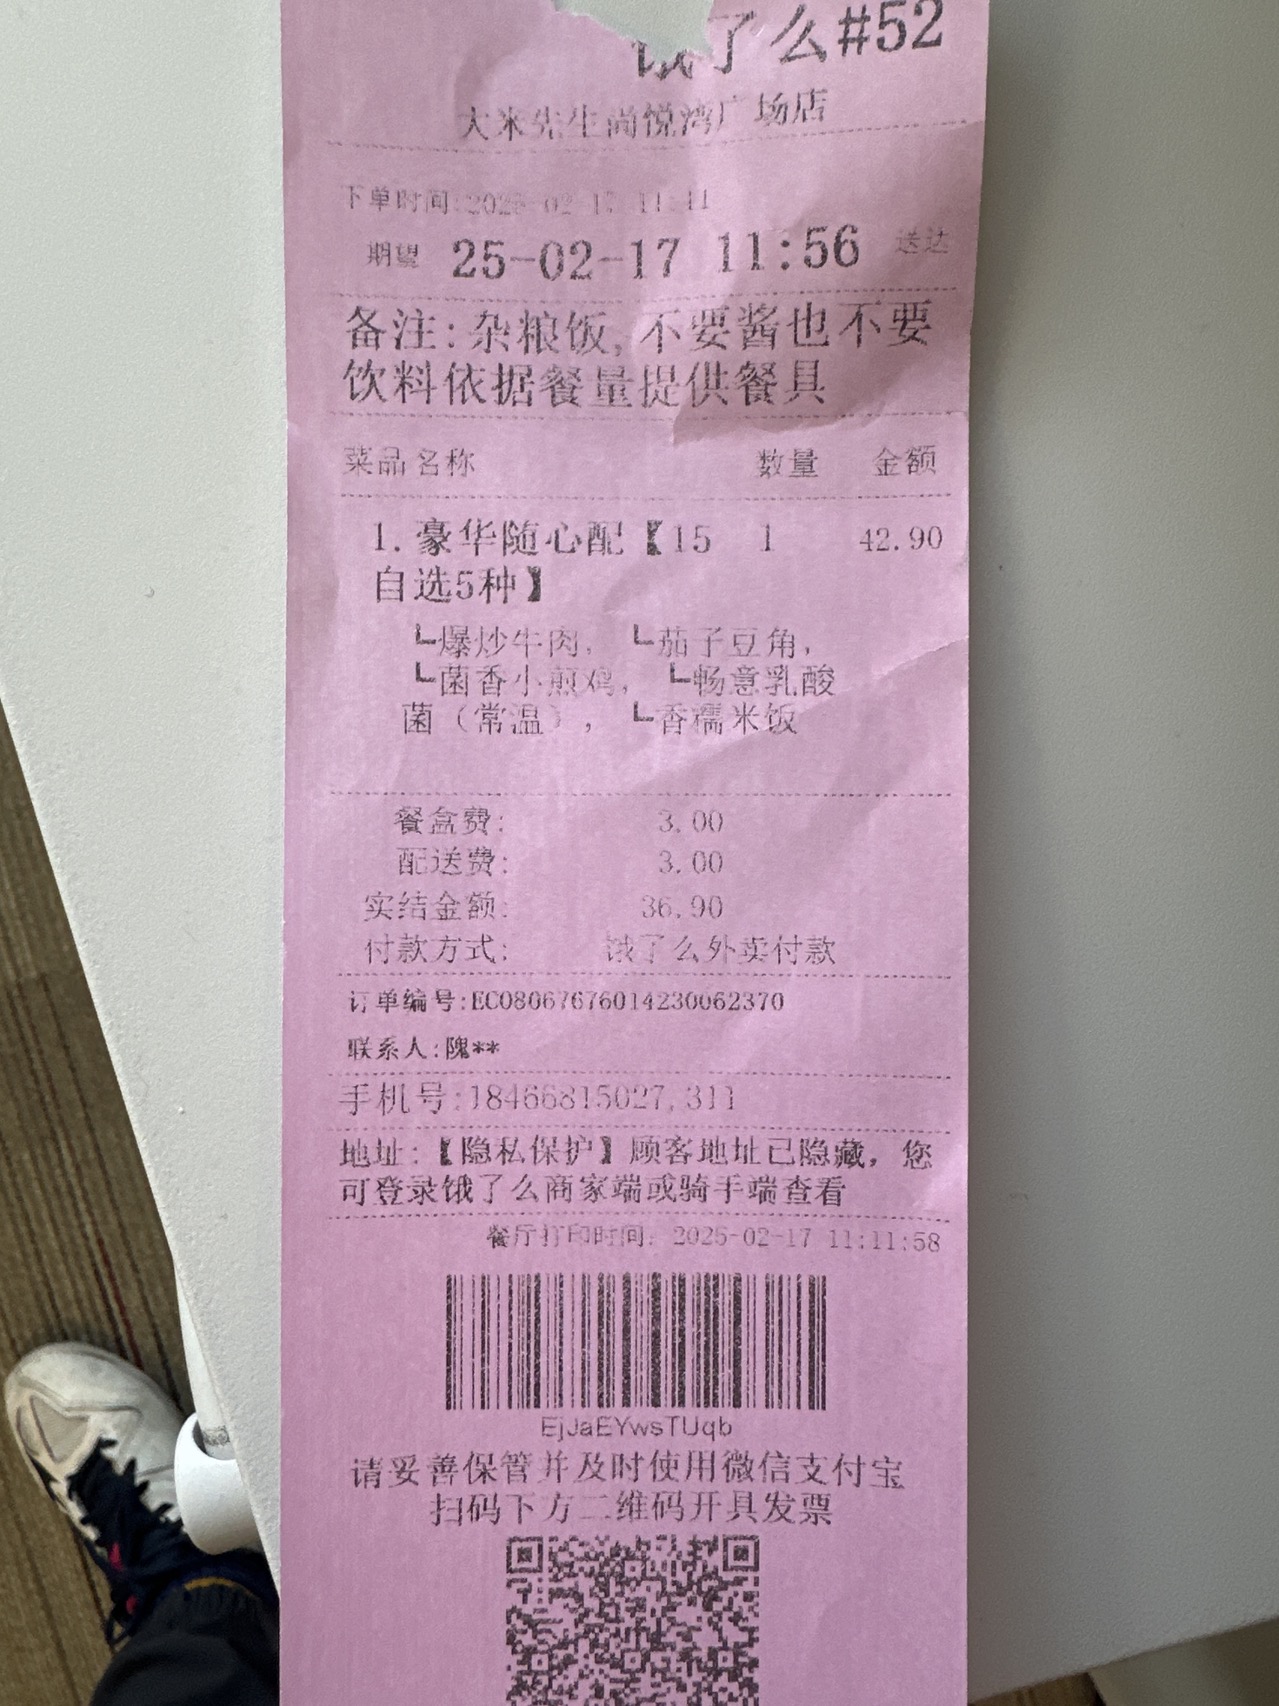 饿了么#52
大米先生尚悦湾广场店
下单时间:2025-02-17 11:11
期望 25-02-17 11:56 送达
备注:杂粮饭,不要酱也不要
饮料依据餐量提供餐具
菜品名称 数量 金额
1.豪华随心配【15 1 42.90
自选5种】
┗爆炒牛肉, ┗茄子豆角,
┗菌香小煎鸡, ┗畅意乳酸
菌(常温), ┗香糯米饭
餐盒费: 3.00
配送费: 3.00
实结金额: 36.90
付款方式: 饿了么外卖付款
订单编号:EC08067676014230062370
联系人:隗**
手机号:18466815027,311
地址:【隐私保护】顾客地址已隐藏,您
可登录饿了么商家端或骑手端查看
餐厅打印时间: 2025-02-17 11:11:58
EjJaEYwsTUqb
请妥善保管并及时使用微信支付宝
扫码下方二维码开具发票